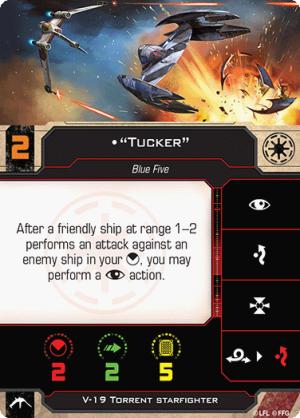 •“Tucker”
2
Blue Five
After a friendly ship at range 1–2
performs an attack against an
enemy ship in your , you may
perform a action.
2 2 5
V-19 Torrent starfighter
©LFL ©FFG